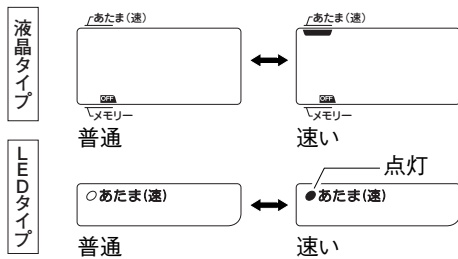 液晶タイプ
あたま（速）
OFF
メモリー
普通
あたま（速）
OFF
メモリー
速い
LEDタイプ
あたま(速)
普通
点灯
あたま(速)
速い